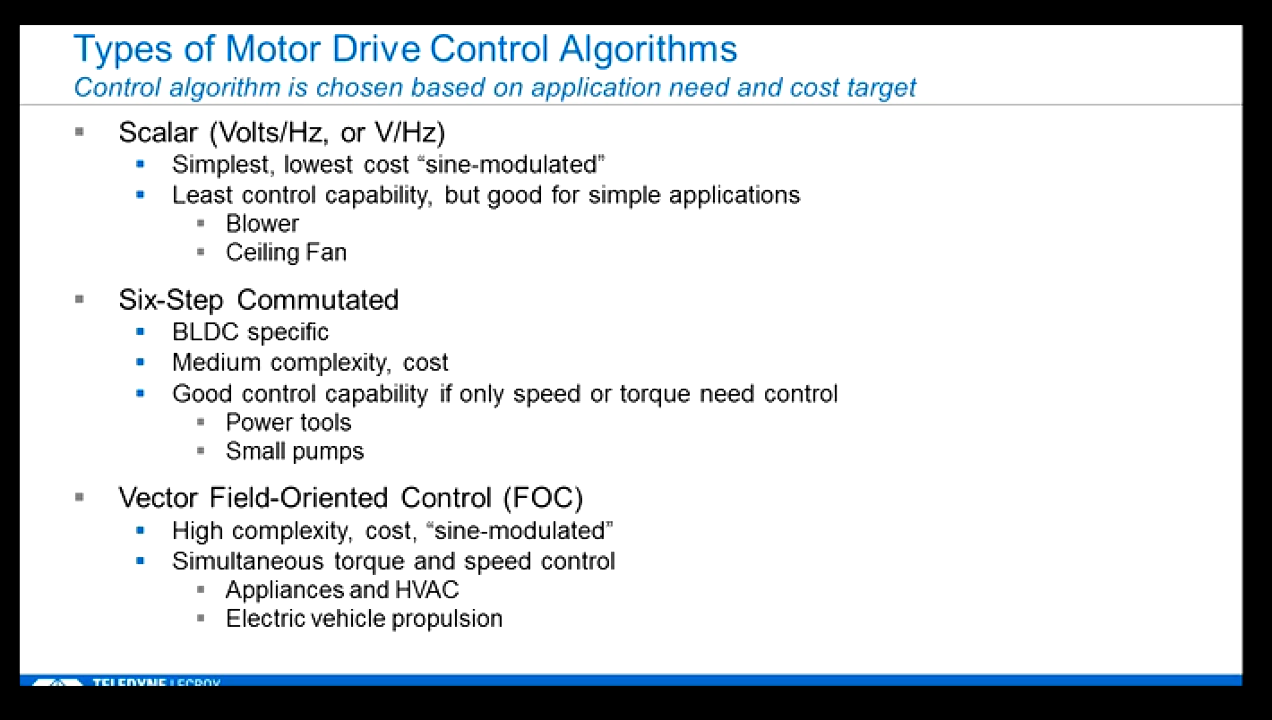 Types of Motor Drive Control Algorithms
Control algorithm is chosen based on application need and cost target
Scalar (Volts/Hz, or V/Hz)
Simplest, lowest cost “sine-modulated”
Least control capability, but good for simple applications
Blower
Ceiling Fan
Six-Step Commutated
BLDC specific
Medium complexity, cost
Good control capability if only speed or torque need control
Power tools
Small pumps
Vector Field-Oriented Control (FOC)
High complexity, cost, “sine-modulated”
Simultaneous torque and speed control
Appliances and HVAC
Electric vehicle propulsion
TELEDYNE LECROY